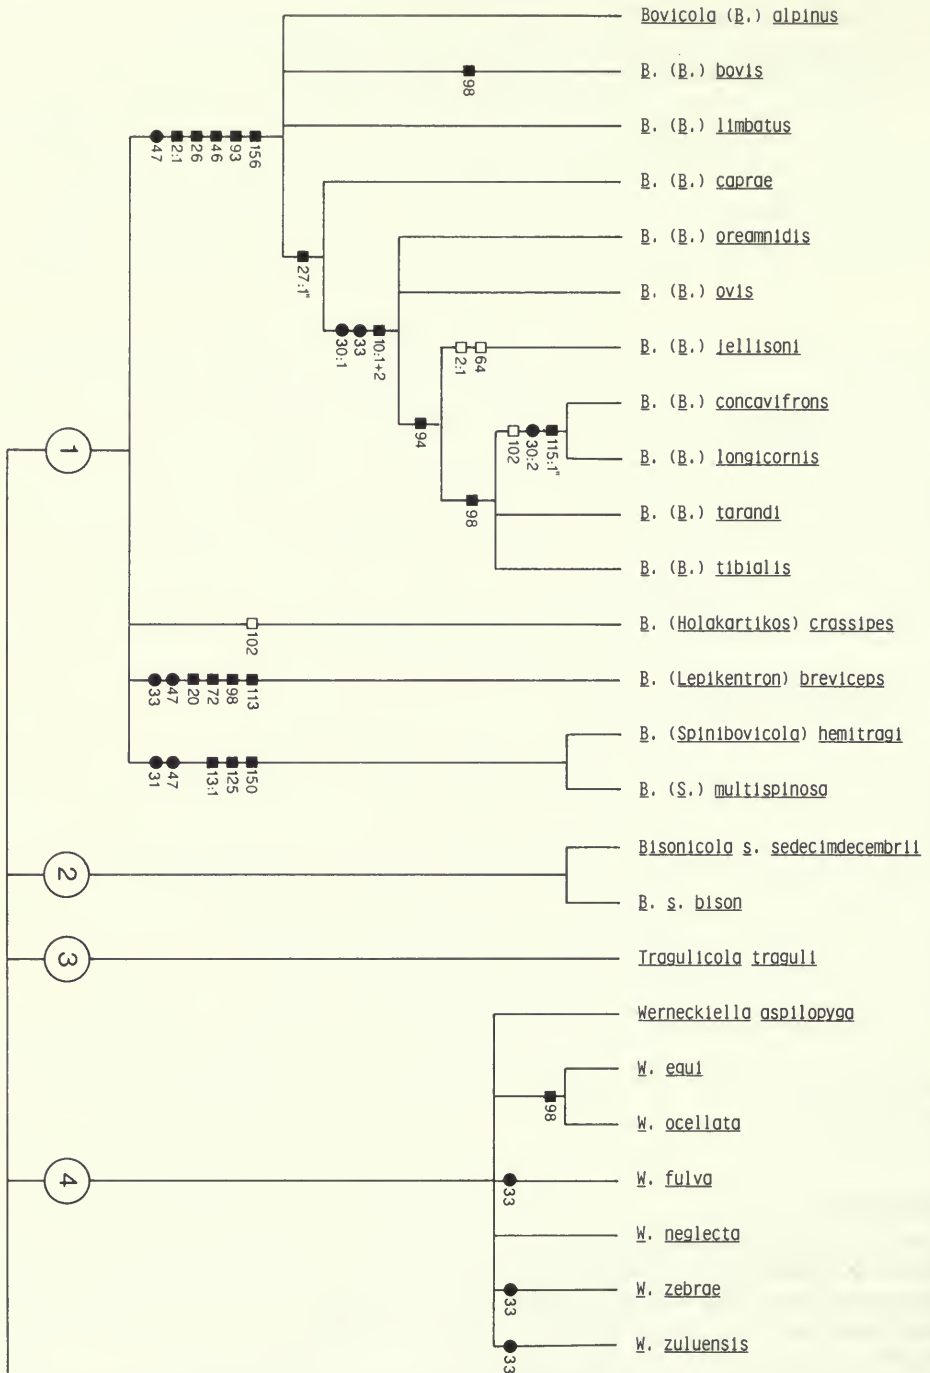 Bovicola (B.) alpinus
98
B. (B.) bovis
B. (B.) limbatus
47
2:1
26
46
93
156
B. (B.) caprae
B. (B.) oreamnidis
27:1"
B. (B.) ovis
30:1
33
10:1+2
B. (B.) jellisoni
2:1
64
B. (B.) concavifrons
94
102
30:2
115:1"
1
B. (B.) longicornis
98
B. (B.) tarandi
B. (B.) tibialis
B. (Holakartikos) crassipes
102
B. (Lepikentron) breviceps
33
47
20
72
98
113
B. (Spinibovicola) hemitragi
31
47
13:1
125
150
B. (S.) multispinosa
Bisonicola s. sedecimdecembrii
2
B. s. bison
3
Tragulicola traguli
Werneckiella aspilopyga
W. equi
98
W. ocellata
4
W. fulva
33
W. neglecta
W. zebrae
33
W. zuluensis
33